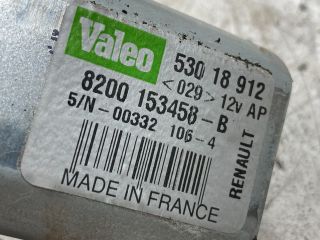 Valeo
530 18 912
<029> 12V AP
8200 153458-B
S/N-00332 106-4
RENAULT
MADE IN FRANCE